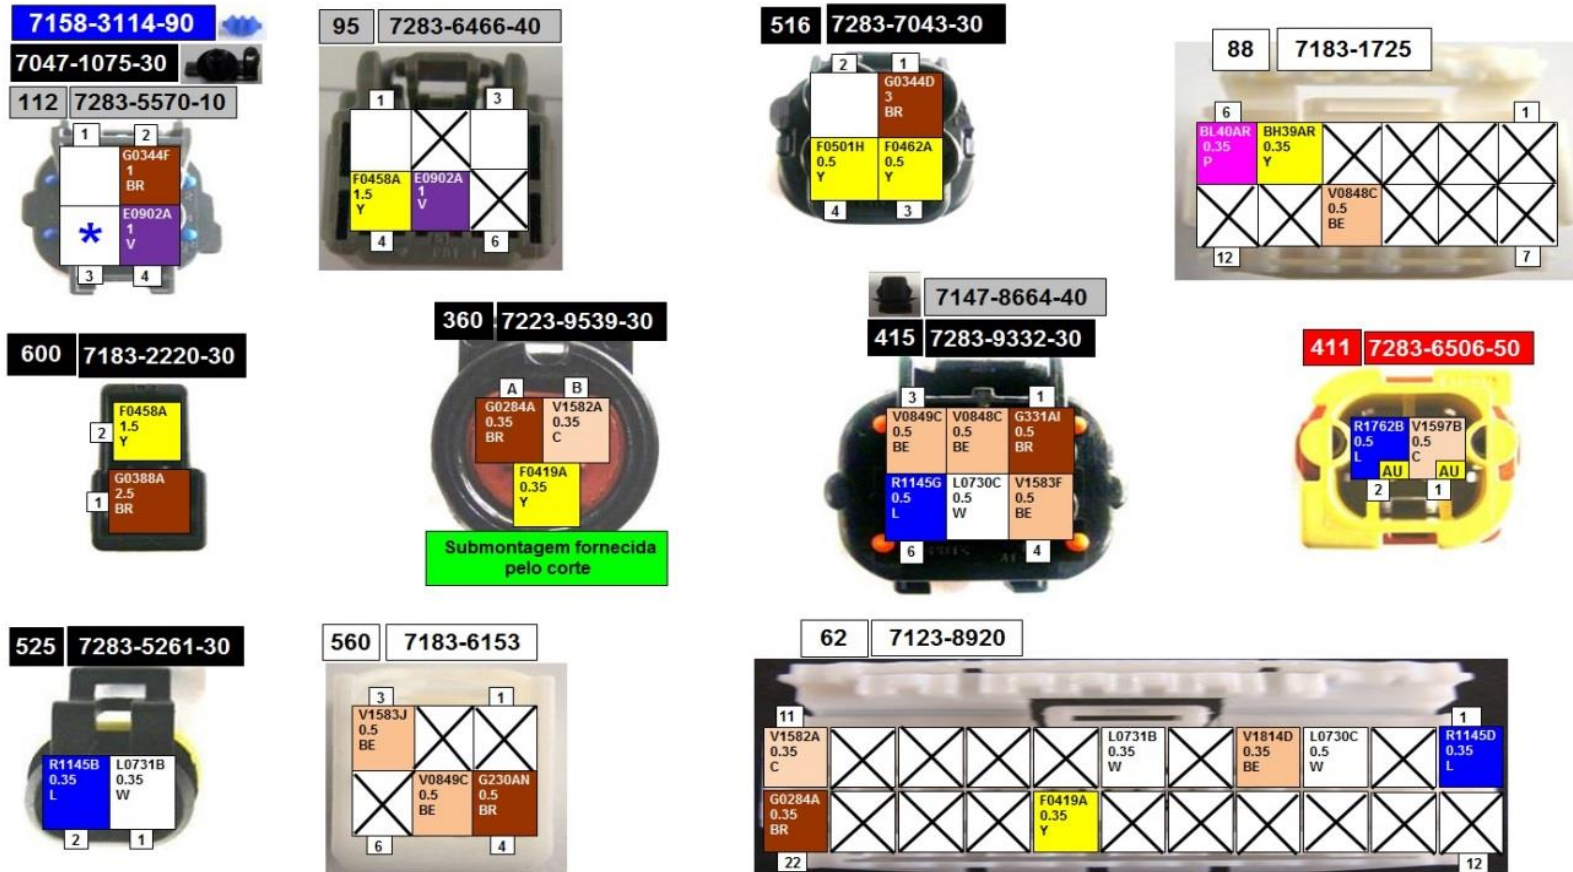 7158-3114-90
7047-1075-30
112 7283-5570-10
1 2
G0344F
1
BR
*
E0902A
1
V
3 4
95 7283-6466-40
1 3
F0458A
1.5
Y
E0902A
1
V
4 6
516 7283-7043-30
2 1
G0344D
3
BR
F0501H
0.5
Y
F0462A
0.5
Y
4 3
88 7183-1725
6 1
BL40AR
0.35
P
BH39AR
0.35
Y
V0848C
0.5
BE
12 7
600 7183-2220-30
2
F0458A
1.5
Y
1
G0388A
2.5
BR
360 7223-9539-30
A B
G0284A
0.35
BR
V1582A
0.35
C
F0419A
0.35
Y
Submontagem fornecida
pelo corte
7147-8664-40
415 7283-9332-30
3 1
V0849C
0.5
BE
V0848C
0.5
BE
G331AI
0.5
BR
R1145G
0.5
L
L0730C
0.5
W
V1583F
0.5
BE
6 4
411 7283-6506-50
R1762B
0.5
L
AU
V1597B
0.5
C
AU
2 1
525 7283-5261-30
R1145B
0.35
L
L0731B
0.35
W
2 1
560 7183-6153
3 1
V1583J
0.5
BE
V0849C
0.5
BE
G230AN
0.5
BR
6 4
62 7123-8920
11 1
V1582A
0.35
C
L0731B
0.35
W
V1814D
0.35
BE
L0730C
0.5
W
R1145D
0.35
L
G0284A
0.35
BR
F0419A
0.35
Y
22 12